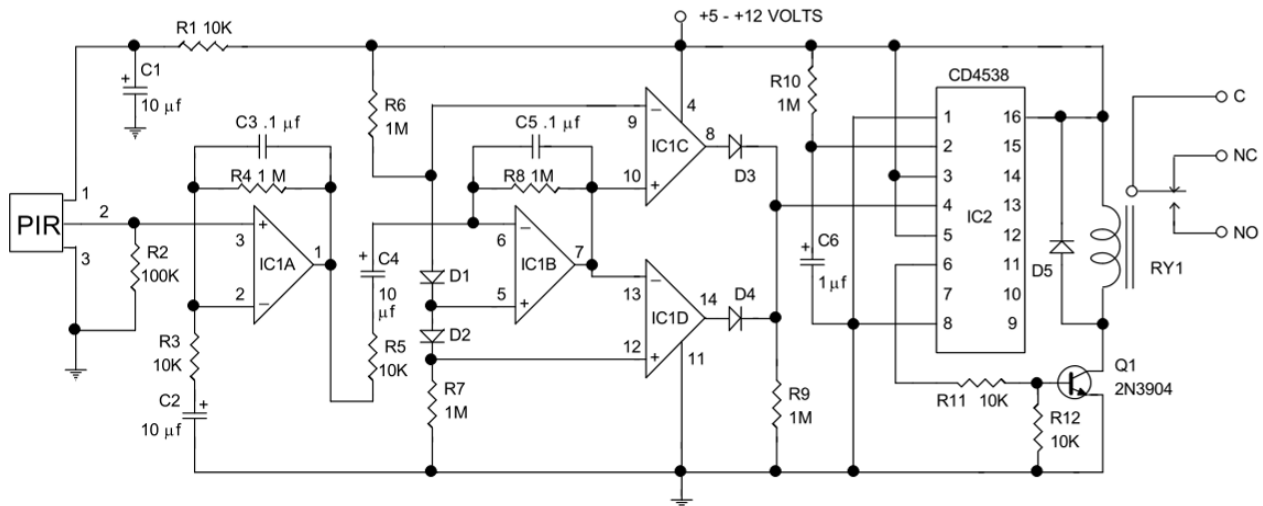 +5 - +12 VOLTS
R1 10K
C1
+
10 µf
R6
1M
C3 .1 µf
R4 1 M
PIR
1
2
3
R2
100K
3
+
2
−
IC1A
1
R3
10K
C2
+
10 µf
+
C4
10
µf
R5
10K
C5 .1 µf
R8 1M
6
−
5
+
IC1B
7
D1
D2
R7
1M
9
−
10
+
IC1C
4
8
D3
13
−
12
+
IC1D
14
11
D4
R9
1M
R10
1M
+
C6
1µf
CD4538
IC2
1
2
3
4
5
6
7
8
16
15
14
13
12
11
10
9
D5
RY1
C
NC
NO
R11 10K
R12
10K
Q1
2N3904